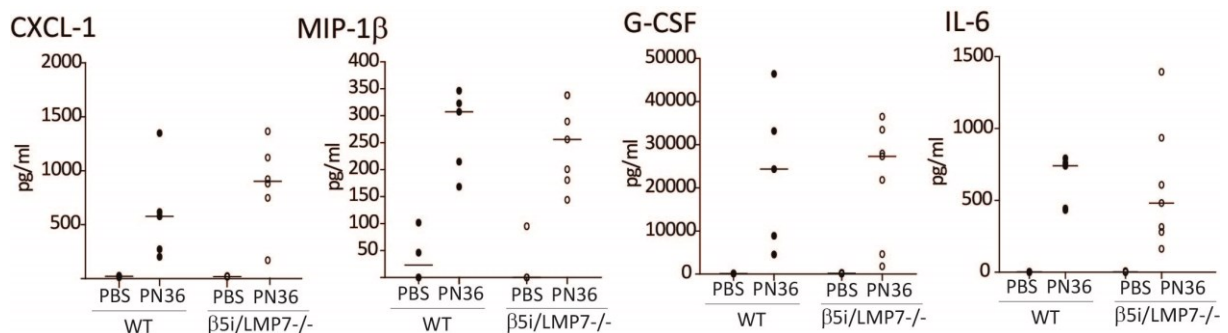 CXCL-1
pg/ml
2000
1500
1000
500
PBS PN36 PBS PN36
WT β5i/LMP7-/-
MIP-1β
pg/ml
400
350
300
250
200
150
100
50
PBS PN36 PBS PN36
WT β5i/LMP7-/-
G-CSF
pg/ml
50000
40000
30000
20000
10000
0
PBS PN36 PBS PN36
WT β5i/LMP7-/-
IL-6
pg/ml
1500
1000
500
0
PBS PN36 PBS PN36
WT β5i/LMP7-/-